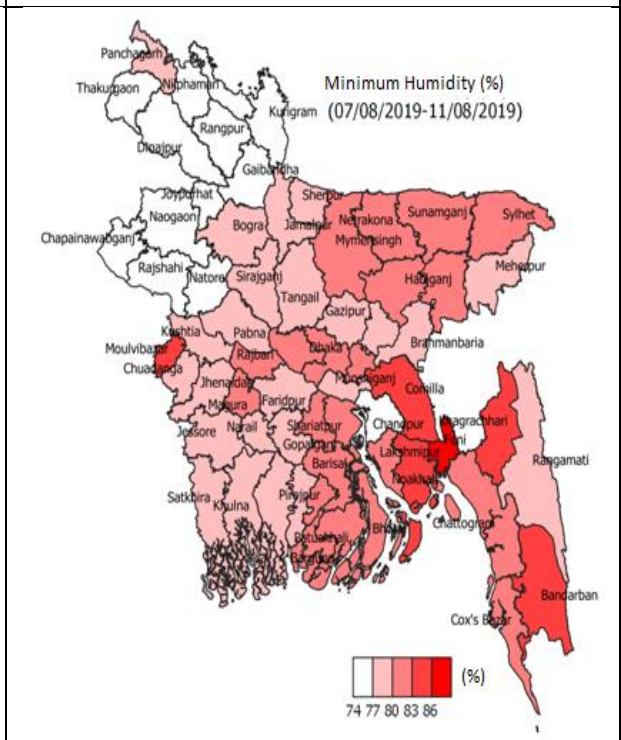 Panchagarh
Minimum Humidity (%)
Nilphamari
Thakurgaon
(07/08/2019-11/08/2019)
Kurigram
Rangpur
Dinajpur
Gaibandha
Joypurhat
Sherpur
Naogaon
Bogra
Jamalpur
Netrakona
Sunamganj
Sylhet
Mymensingh
Chapainawabganj
Rajshahi
Natore
Sirajganj
Habiganj
Meherpur
Tangail
Gazipur
Kushtia
Pabna
Moulvibazar
Rajbari
Dhaka
Brahmanbaria
Chuadanga
Jhenaidah
Munshiganj
Comilla
Magura
Faridpur
Jessore
Narail
Shariatpur
Chandpur
Khagrachhari
Gopalganj
Feni
Lakshmipur
Barisal
Rangamati
Satkhira
Khulna
Pirojpur
Noakhali
Patuakhali
Bhola
Chattogram
Barguna
Bandarban
Cox's Bazar
(%)
74 77 80 83 86